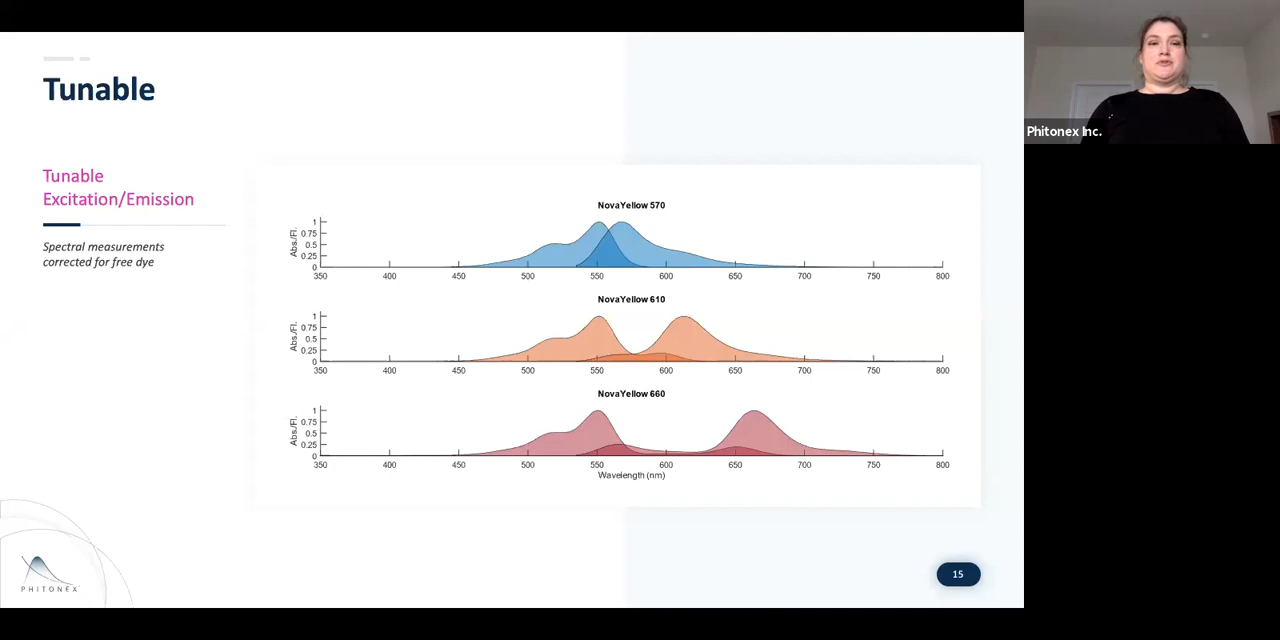 Tunable
Tunable
Excitation/Emission
Spectral measurements
corrected for free dye
NovaYellow 570
Abs./Fl.
1
0.75
0.5
0.25
0
350 400 450 500 550 600 650 700 750 800
NovaYellow 610
Abs./Fl.
1
0.75
0.5
0.25
0
350 400 450 500 550 600 650 700 750 800
NovaYellow 660
Abs./Fl.
1
0.75
0.5
0.25
0
350 400 450 500 550 600 650 700 750 800
Wavelength (nm)
PHITONEX
15
Phitonex Inc.